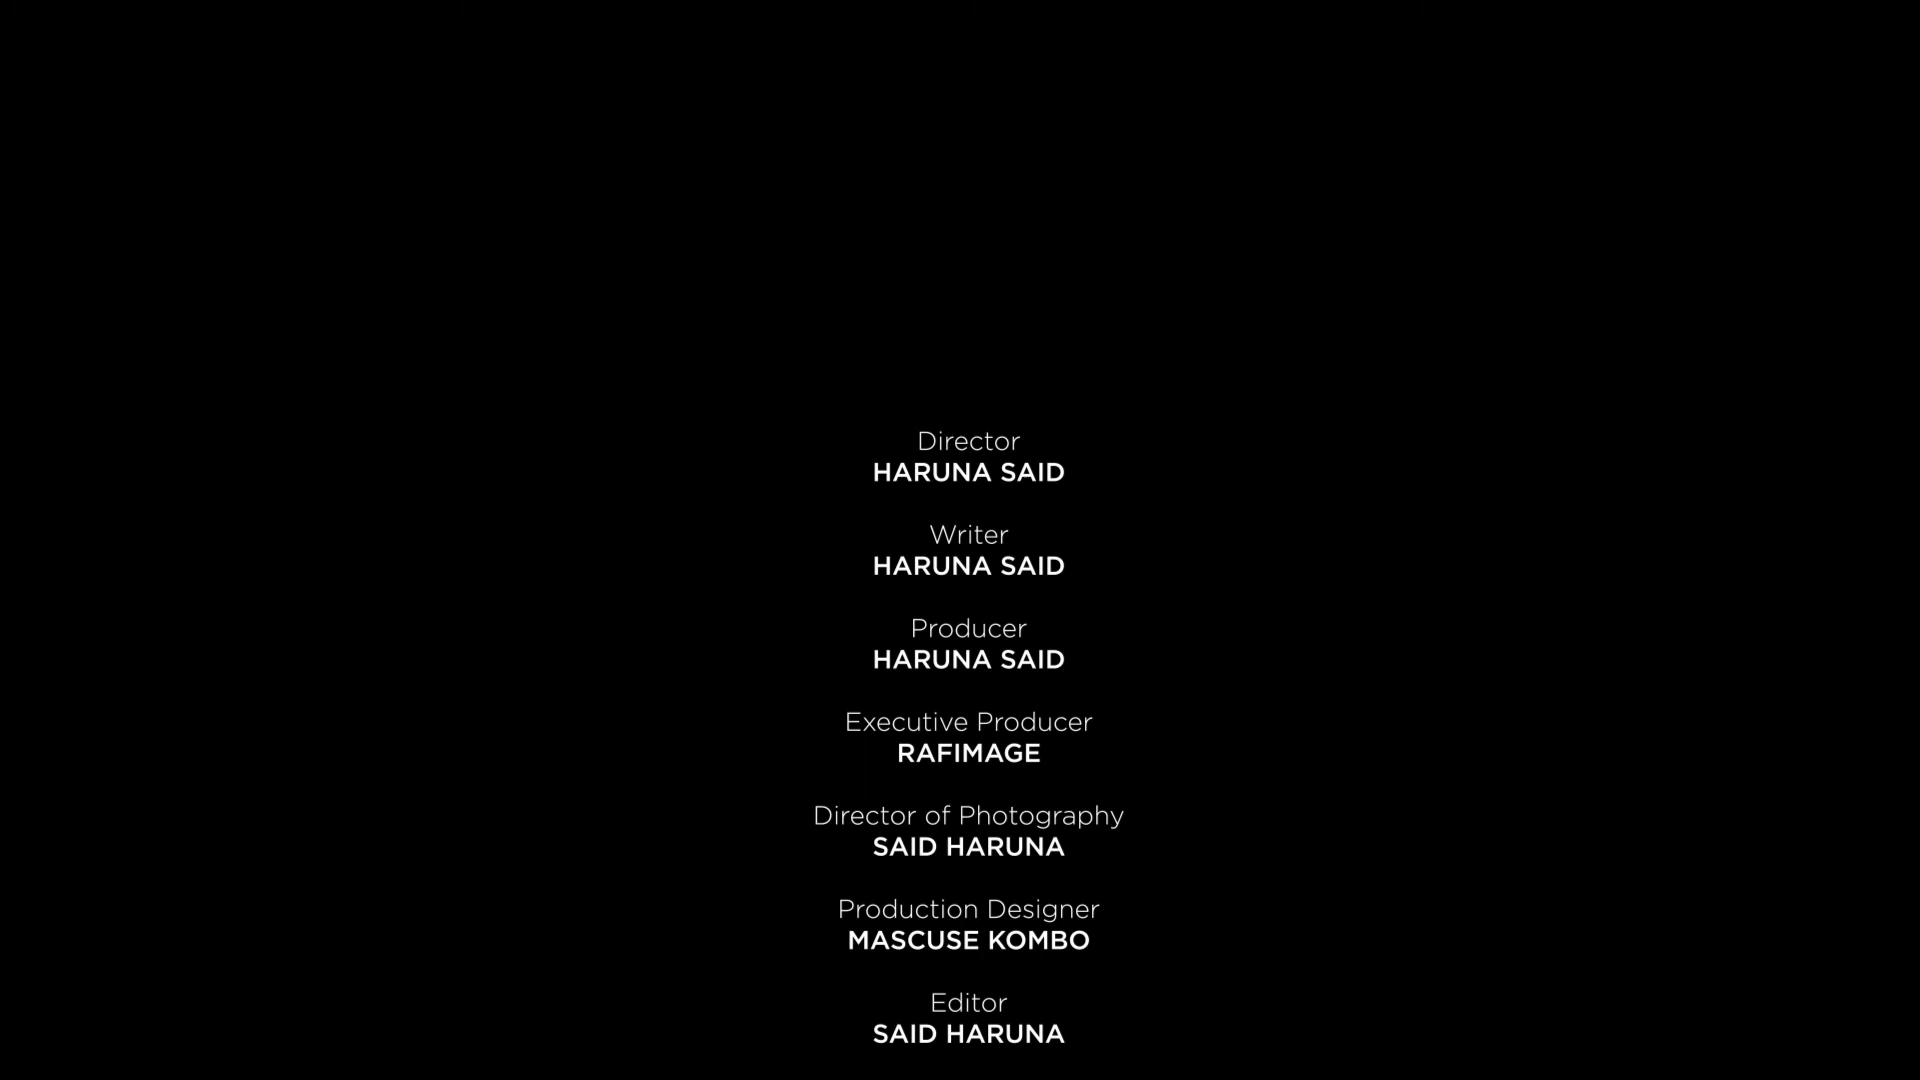 Director
HARUNA SAID
Writer
HARUNA SAID
Producer
HARUNA SAID
Executive Producer
RAFIMAGE
Director of Photography
SAID HARUNA
Production Designer
MASCUSE KOMBO
Editor
SAID HARUNA